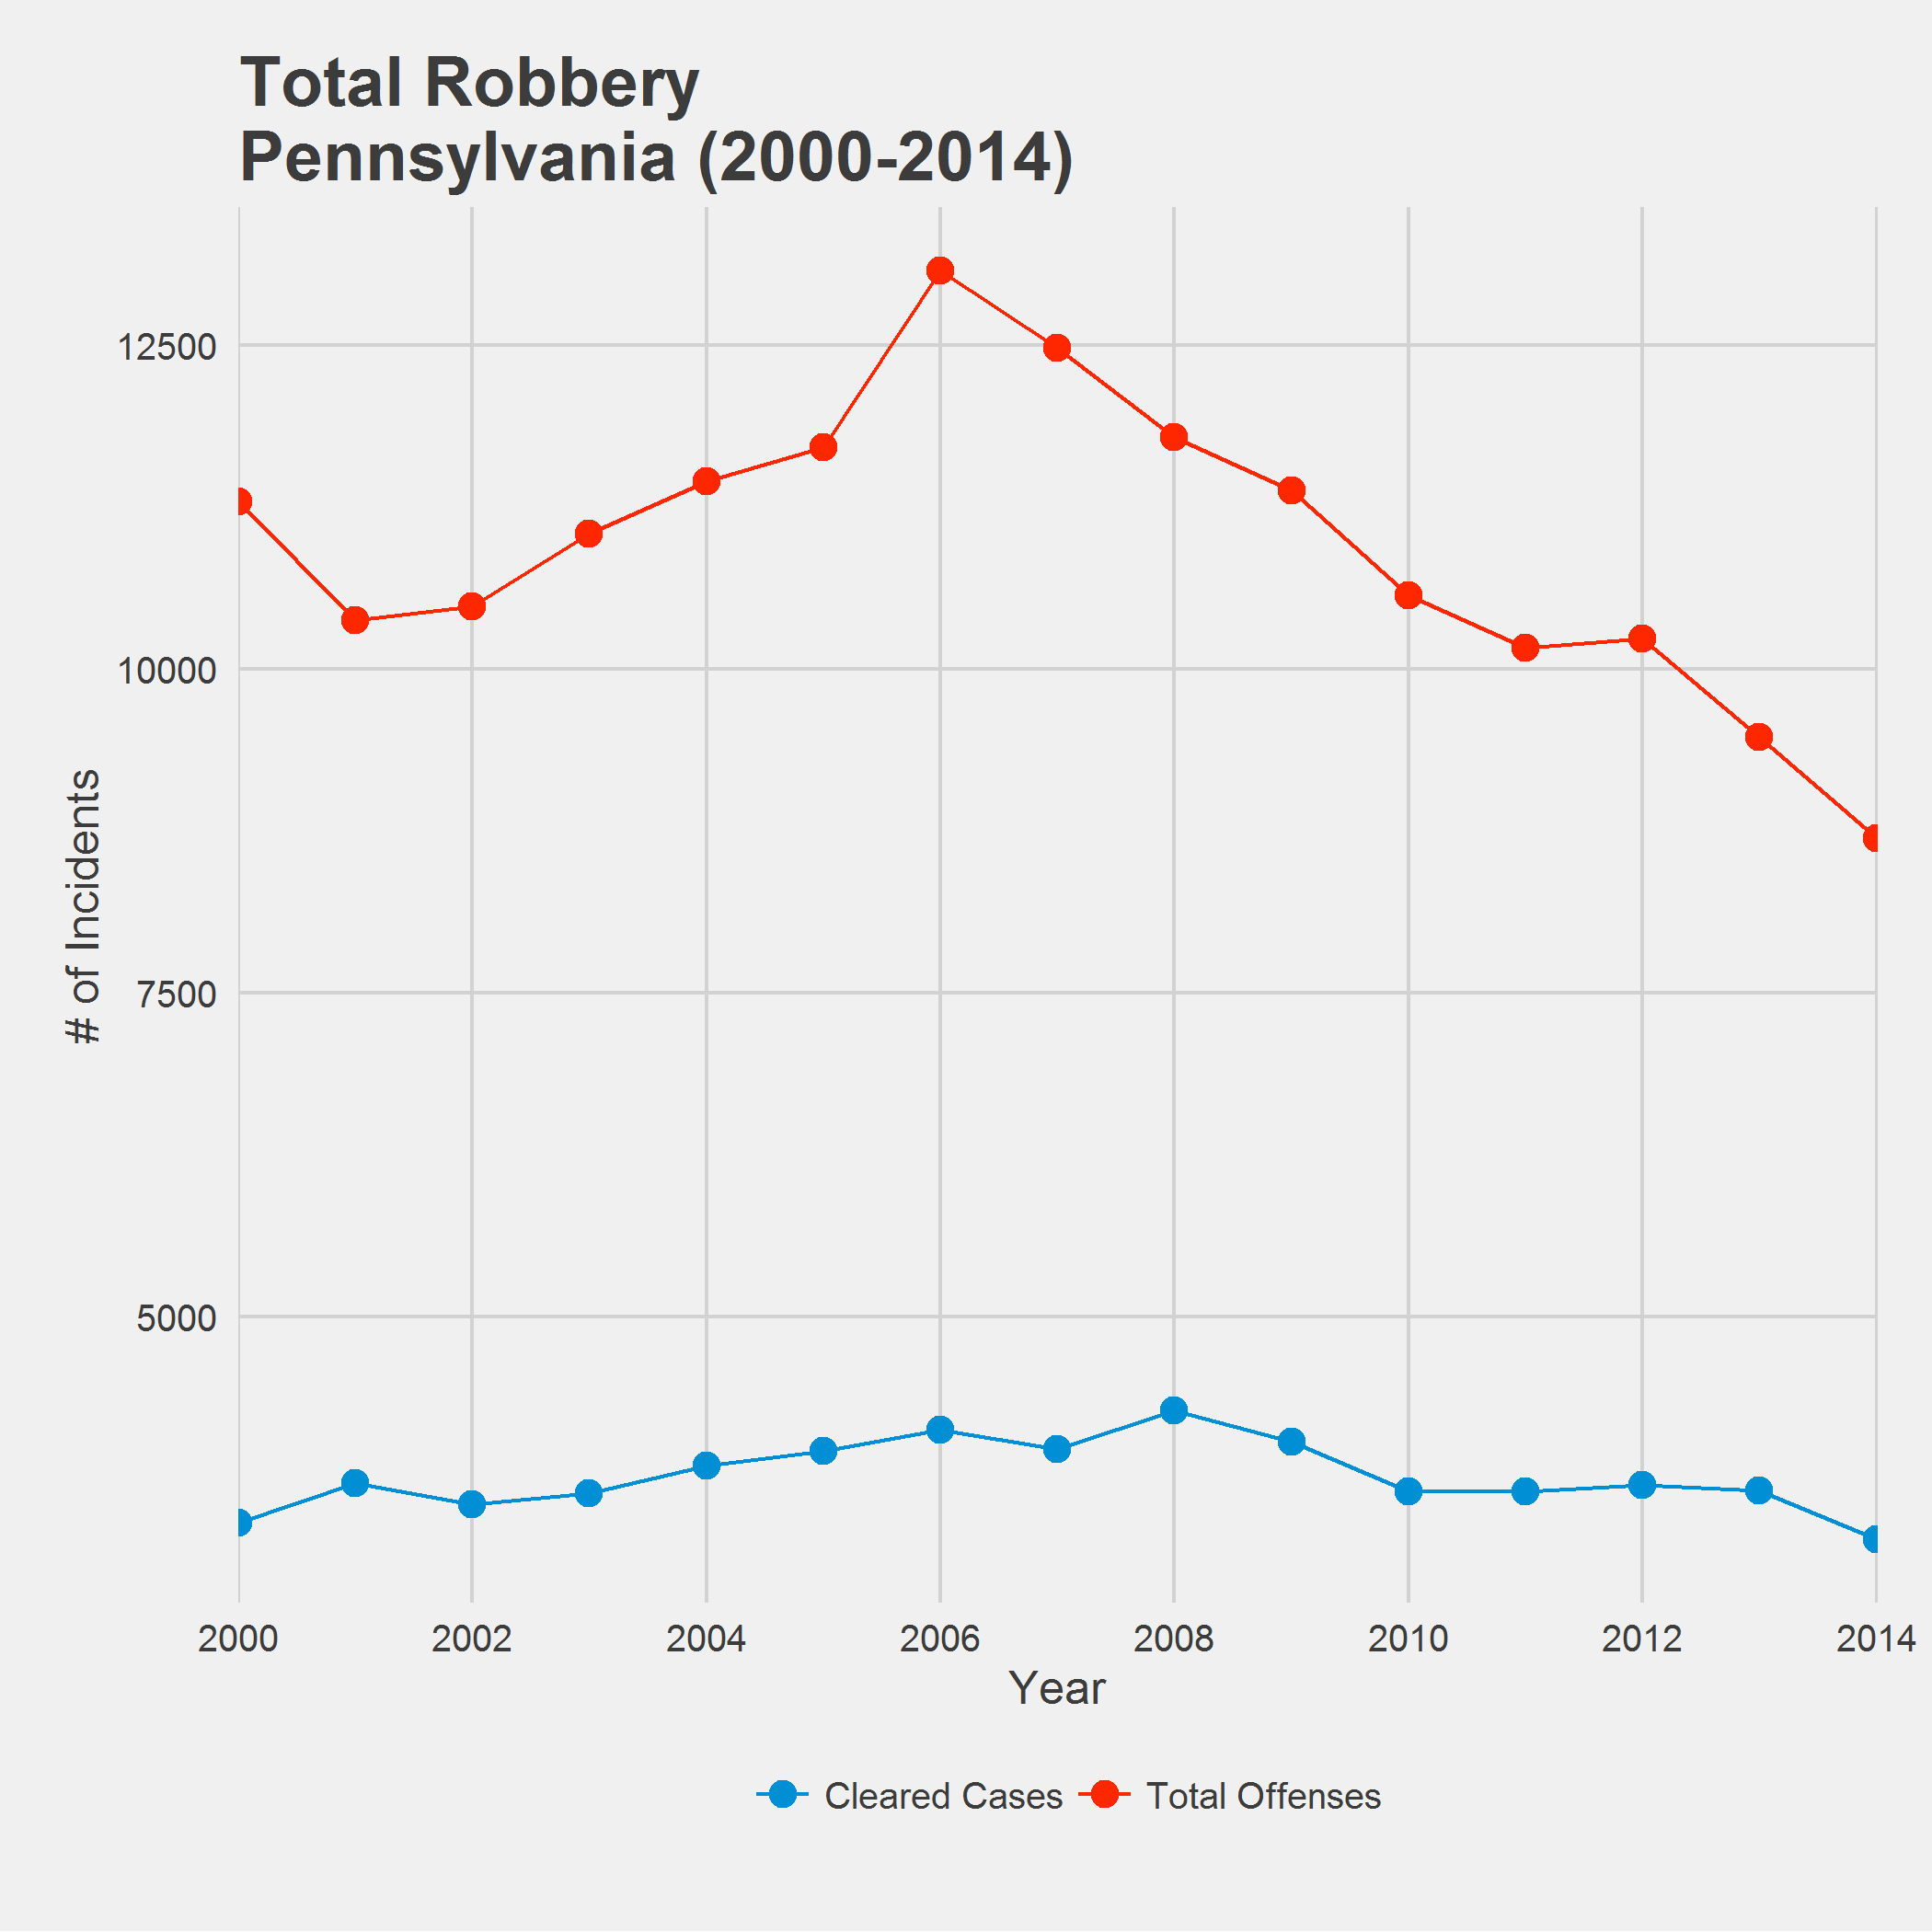 Total Robbery
Pennsylvania (2000-2014)
12500
10000
7500
5000
# of Incidents
2000 2002 2004 2006 2008 2010 2012 2014
Year
Cleared Cases Total Offenses